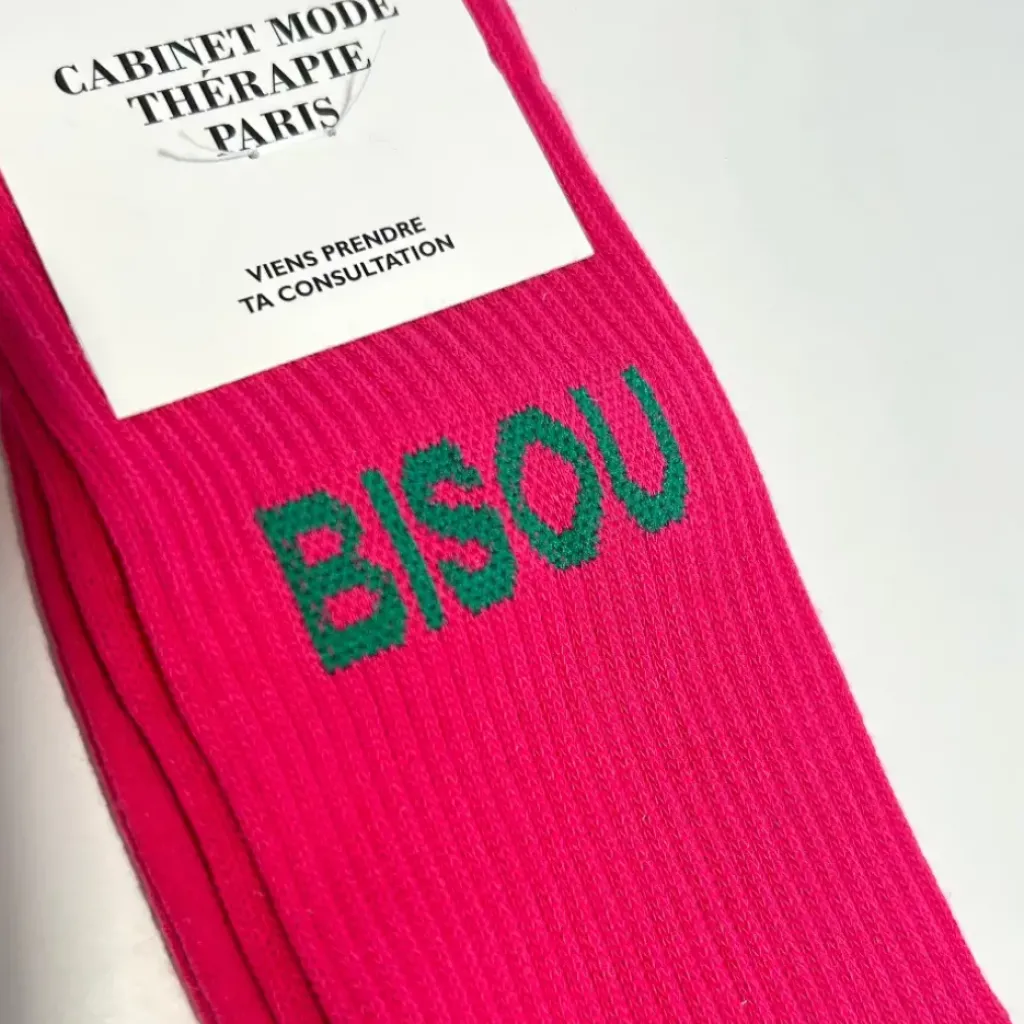 CABINET MODE
THÉRAPIE
PARIS
VIENS PRENDRE
TA CONSULTATION
BISOU